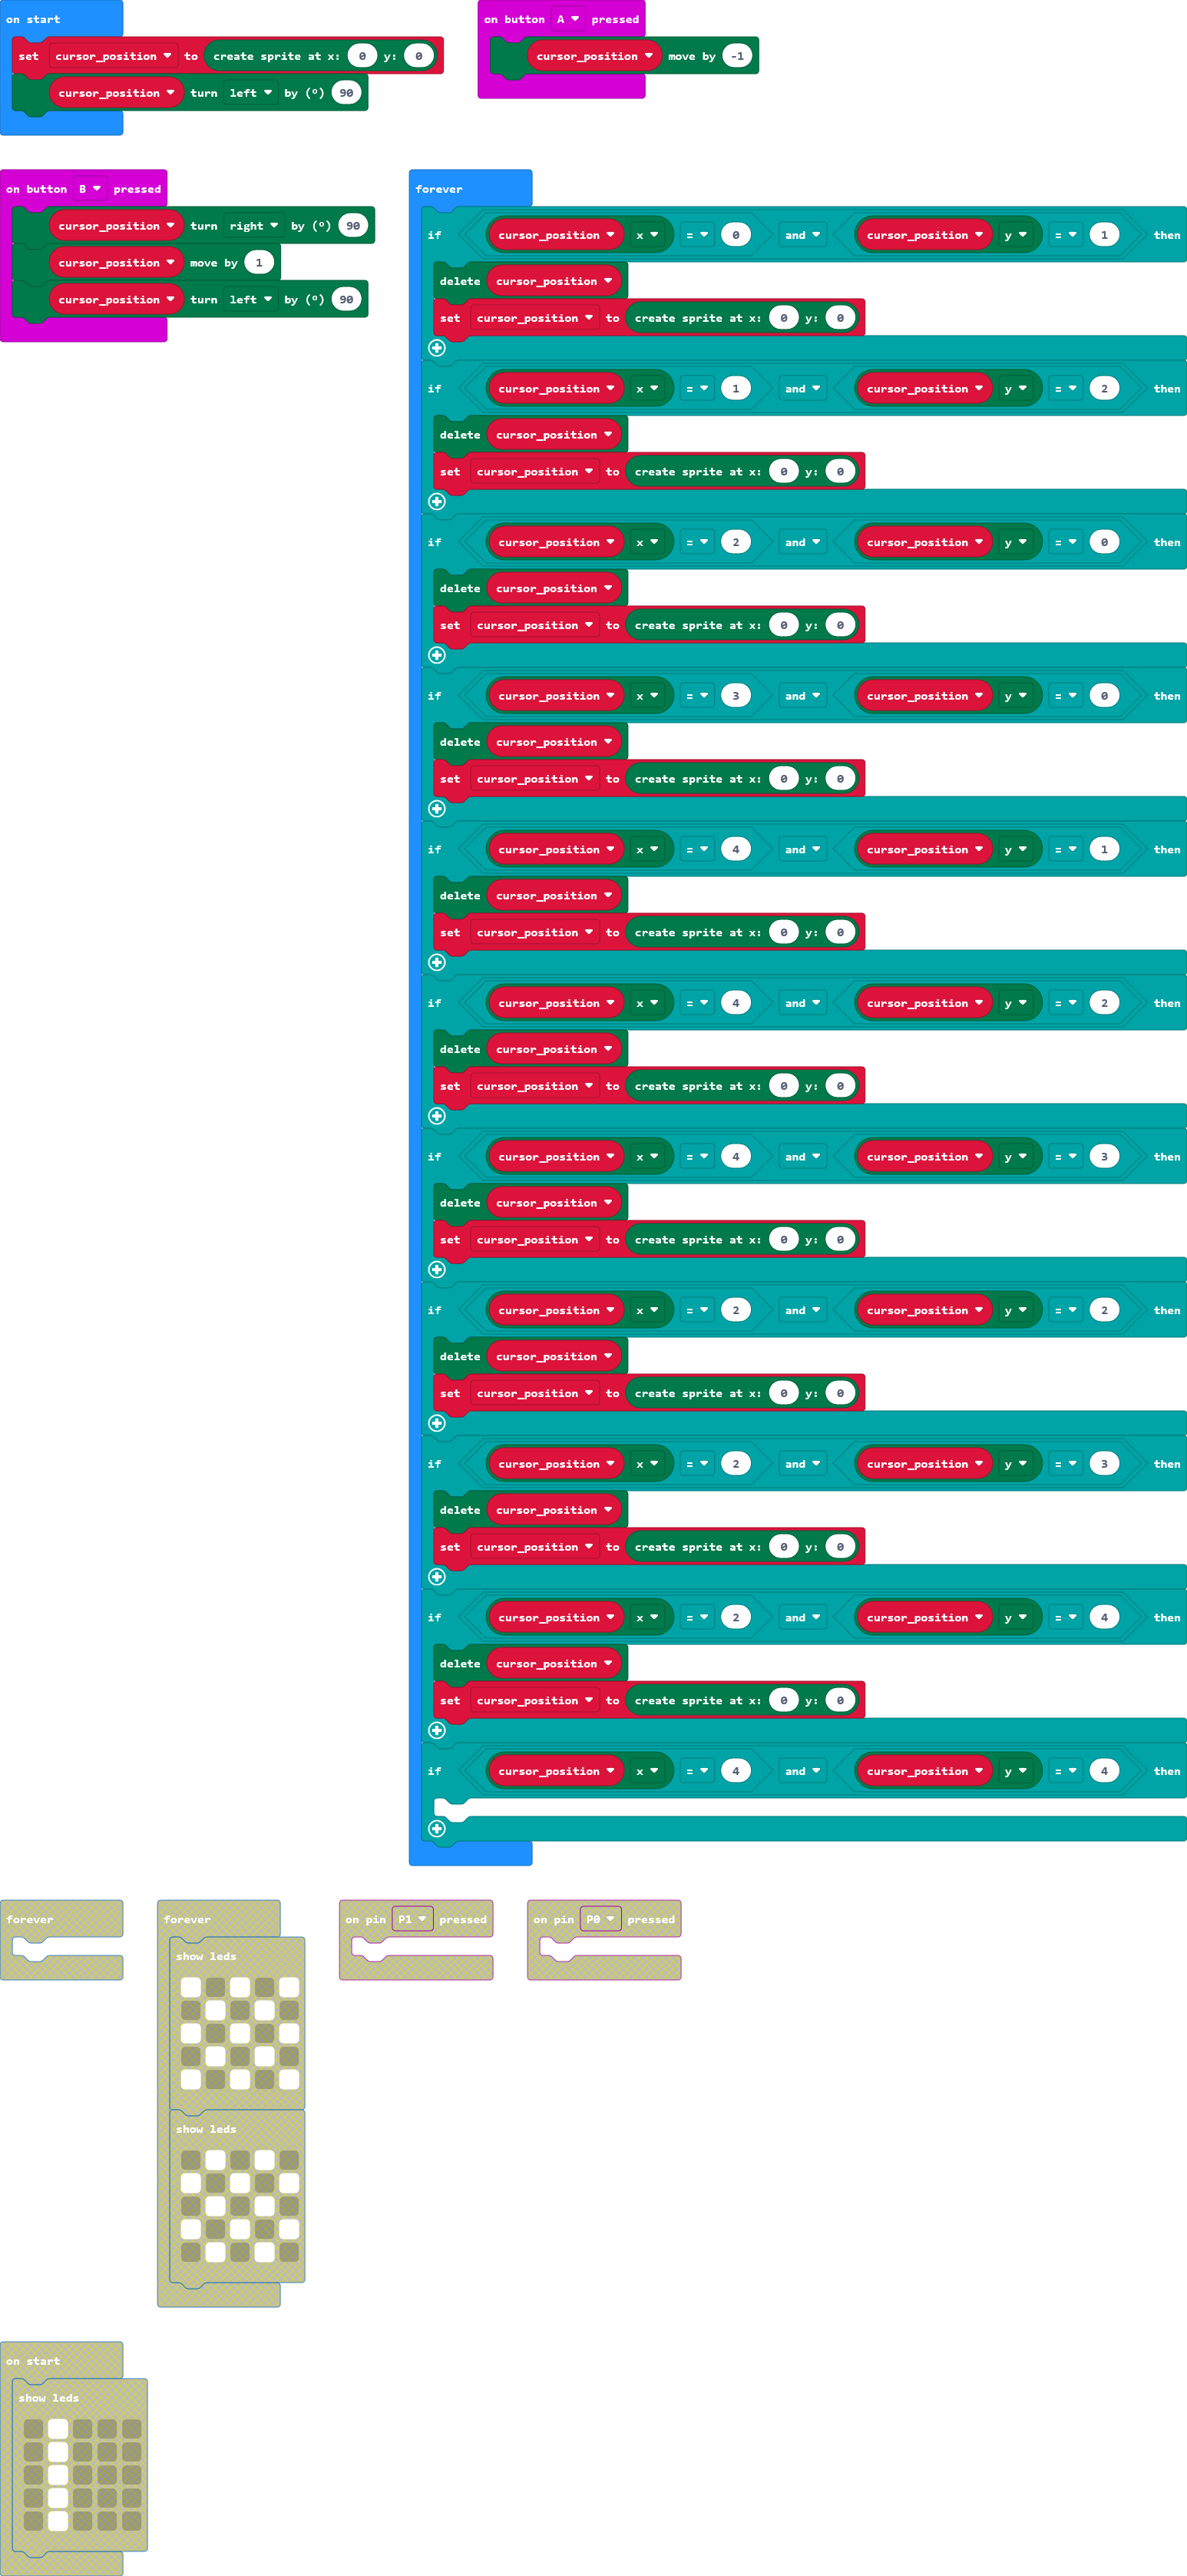 on start
set cursor_position to create sprite at x: 0 y: 0
cursor_position turn left by (°) 90
on button A pressed
cursor_position move by -1
on button B pressed
cursor_position turn right by (°) 90
cursor_position move by 1
cursor_position turn left by (°) 90
forever
if cursor_position x = 0 and cursor_position y = 1 then
delete cursor_position
set cursor_position to create sprite at x: 0 y: 0
if cursor_position x = 1 and cursor_position y = 2 then
delete cursor_position
set cursor_position to create sprite at x: 0 y: 0
if cursor_position x = 2 and cursor_position y = 0 then
delete cursor_position
set cursor_position to create sprite at x: 0 y: 0
if cursor_position x = 3 and cursor_position y = 0 then
delete cursor_position
set cursor_position to create sprite at x: 0 y: 0
if cursor_position x = 4 and cursor_position y = 1 then
delete cursor_position
set cursor_position to create sprite at x: 0 y: 0
if cursor_position x = 4 and cursor_position y = 2 then
delete cursor_position
set cursor_position to create sprite at x: 0 y: 0
if cursor_position x = 4 and cursor_position y = 3 then
delete cursor_position
set cursor_position to create sprite at x: 0 y: 0
if cursor_position x = 2 and cursor_position y = 2 then
delete cursor_position
set cursor_position to create sprite at x: 0 y: 0
if cursor_position x = 2 and cursor_position y = 3 then
delete cursor_position
set cursor_position to create sprite at x: 0 y: 0
if cursor_position x = 2 and cursor_position y = 4 then
delete cursor_position
set cursor_position to create sprite at x: 0 y: 0
if cursor_position x = 4 and cursor_position y = 4 then
forever
forever
show leds
show leds
on pin P1 pressed
on pin P0 pressed
on start
show leds